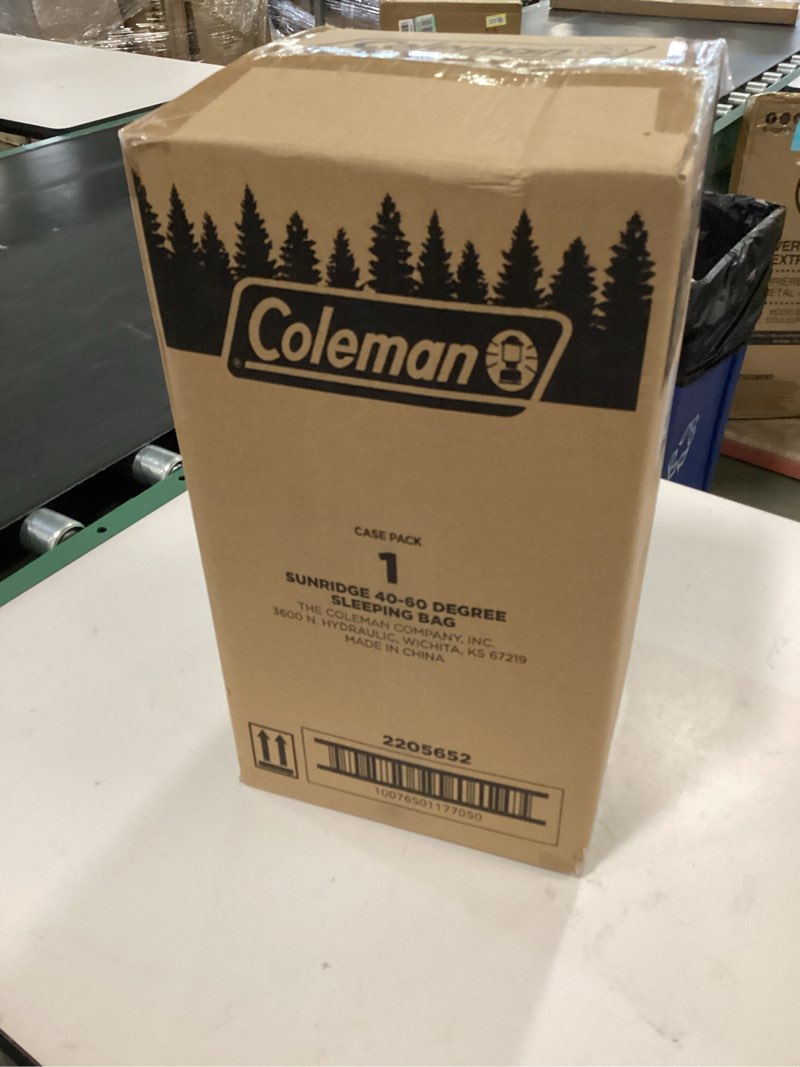 Coleman
CASE PACK
1
SUNRIDGE 40-60 DEGREE
SLEEPING BAG
THE COLEMAN COMPANY, INC.
3600 N. HYDRAULIC, WICHITA, KS 67219
MADE IN CHINA
2205652
10076501177050